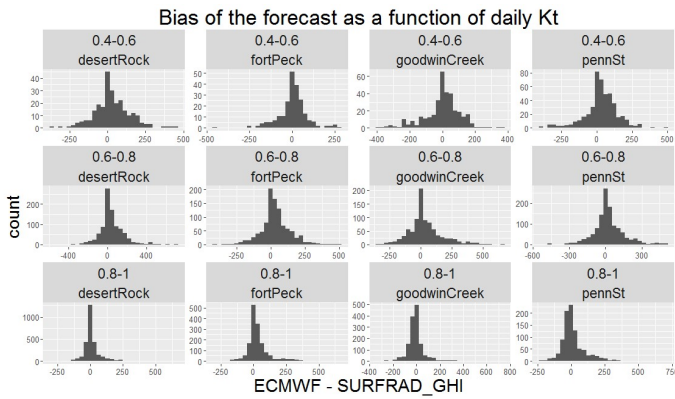 Bias of the forecast as a function of daily Kt
0.4-0.6 0.4-0.6 0.4-0.6 0.4-0.6
desertRock fortPeck goodwinCreek pennSt
40 50 60 80
30 40 60
20 30 40 40
10 20 20 20
0 10 0 0
0
-250 0 250 500 -500 -250 0 250 -400 -200 0 200 400 -250 0 250 500
0.6-0.8 0.6-0.8 0.6-0.8 0.6-0.8
desertRock fortPeck goodwinCreek pennSt
200 200 200 200
100 150 150 100
0 100 100 0
50 50
0 0
-400 0 400 -250 0 250 500 -250 0 250 500 -600 -300 0 300
count
0.8-1 0.8-1 0.8-1 0.8-1
desertRock fortPeck goodwinCreek pennSt
1000 500 500 200
500 400 400 150
0 300 300 100
200 200 50
100 100 0
0 0
-250 0 250 500 -250 0 250 500 -400 -200 0 200 400 600 800 -250 0 250 500
ECMWF - SURFRAD_GHI